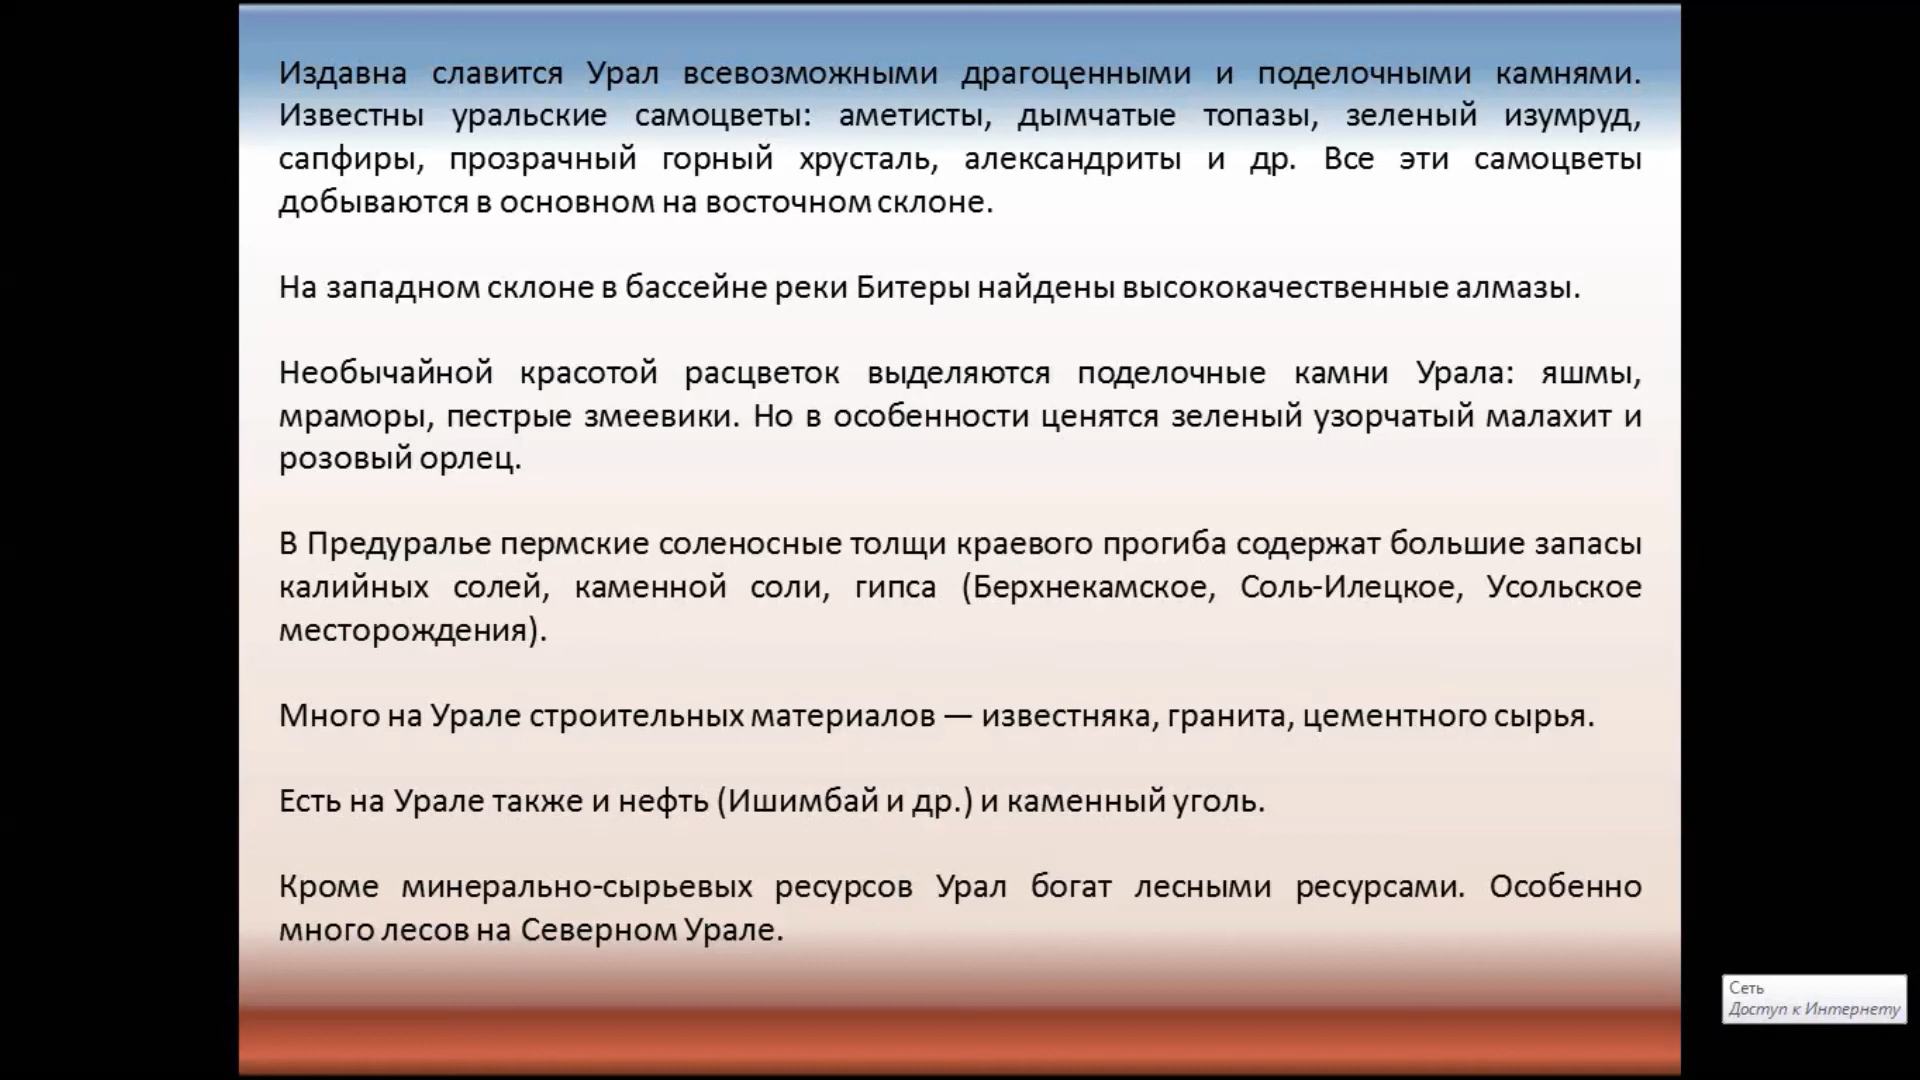 Издавна славится Урал всевозможными драгоценными и поделочными камнями.
Известны уральские самоцветы: аметисты, дымчатые топазы, зеленый изумруд,
сапфиры, прозрачный горный хрусталь, александриты и др. Все эти самоцветы
добываются в основном на восточном склоне.
На западном склоне в бассейне реки Битеры найдены высококачественные алмазы.
Необычайной красотой расцветок выделяются поделочные камни Урала: яшмы,
мраморы, пестрые змеевики. Но в особенности ценятся зеленый узорчатый малахит и
розовый орлец.
В Предуралье пермские соленосные толщи краевого прогиба содержат большие запасы
калийных солей, каменной соли, гипса (Берхнекамское, Соль-Илецкое, Усольское
месторождения).
Много на Урале строительных материалов — известняка, гранита, цементного сырья.
Есть на Урале также и нефть (Ишимбай и др.) и каменный уголь.
Кроме минерально-сырьевых ресурсов Урал богат лесными ресурсами. Особенно
много лесов на Северном Урале.
Сеть
Доступ к Интернету